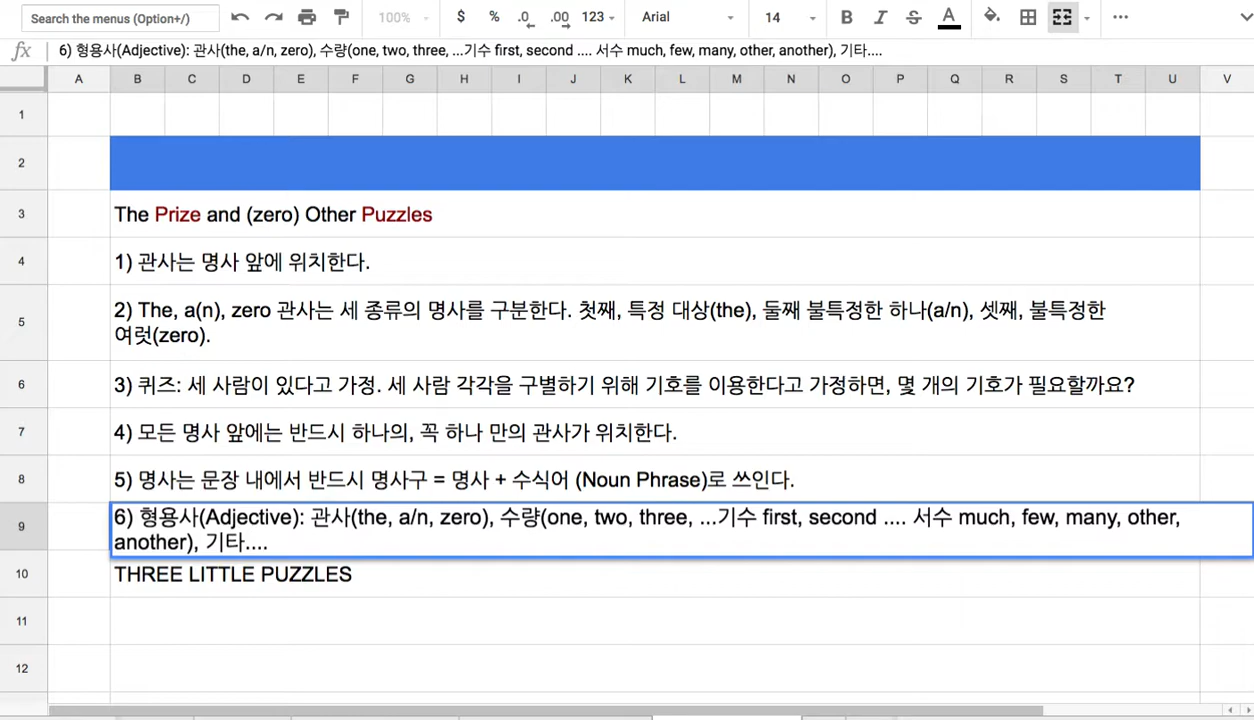 Search the menus (Option+/)
100%
$ % .0 .00 123
Arial
14
B I S A
fx
6) 형용사(Adjective): 관사(the, a/n, zero), 수량(one, two, three, ...기수 first, second .... 서수 much, few, many, other, another), 기타....
A B C D E F G H I J K L M N O P Q R S T U V
1
2
3 The Prize and (zero) Other Puzzles
4 1) 관사는 명사 앞에 위치한다.
5 2) The, a(n), zero 관사는 세 종류의 명사를 구분한다. 첫째, 특정 대상(the), 둘째 불특정한 하나(a/n), 셋째, 불특정한
여럿(zero).
6 3) 퀴즈: 세 사람이 있다고 가정. 세 사람 각각을 구별하기 위해 기호를 이용한다고 가정하면, 몇 개의 기호가 필요할까요?
7 4) 모든 명사 앞에는 반드시 하나의, 꼭 하나 만의 관사가 위치한다.
8 5) 명사는 문장 내에서 반드시 명사구 = 명사 + 수식어 (Noun Phrase)로 쓰인다.
9 6) 형용사(Adjective): 관사(the, a/n, zero), 수량(one, two, three, ...기수 first, second .... 서수 much, few, many, other,
another), 기타....
10 THREE LITTLE PUZZLES
11
12